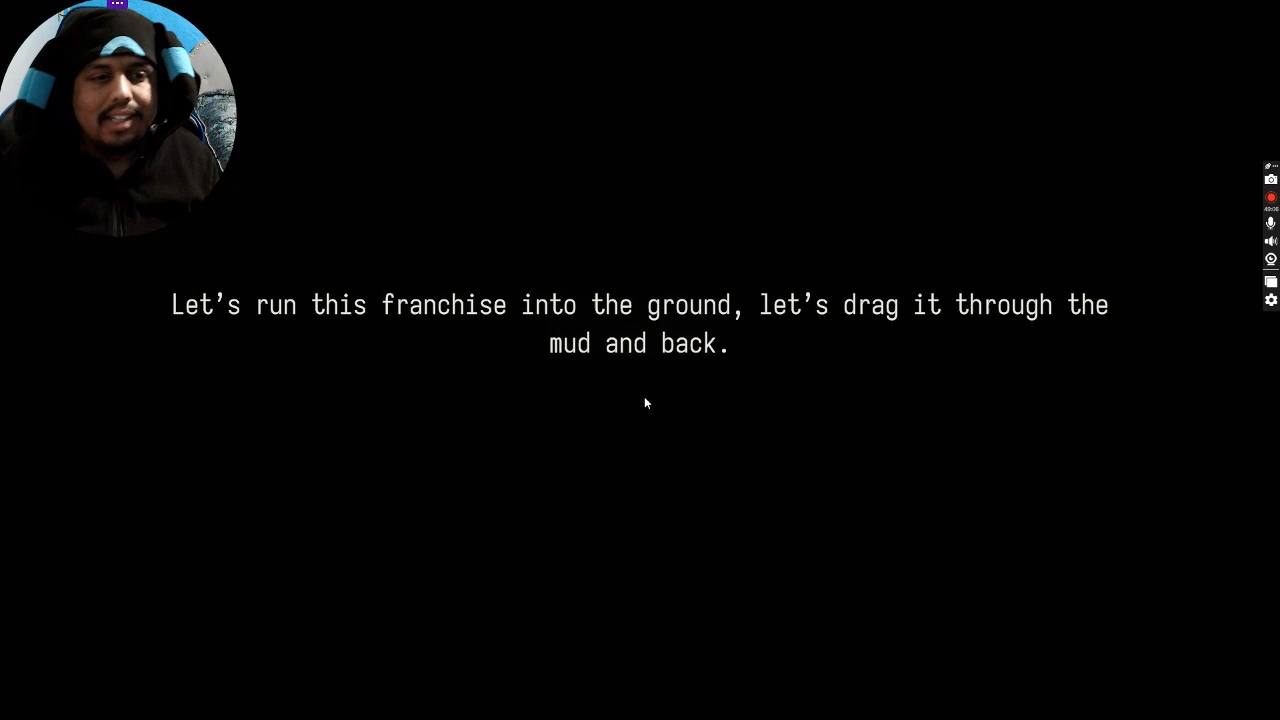 Let’s run this franchise into the ground, let’s drag it through the
mud and back.